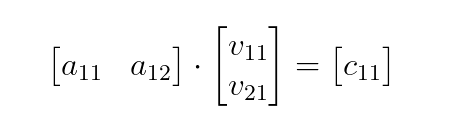 [a₁₁ a₁₂] · [v₁₁ v₂₁] = [c₁₁]